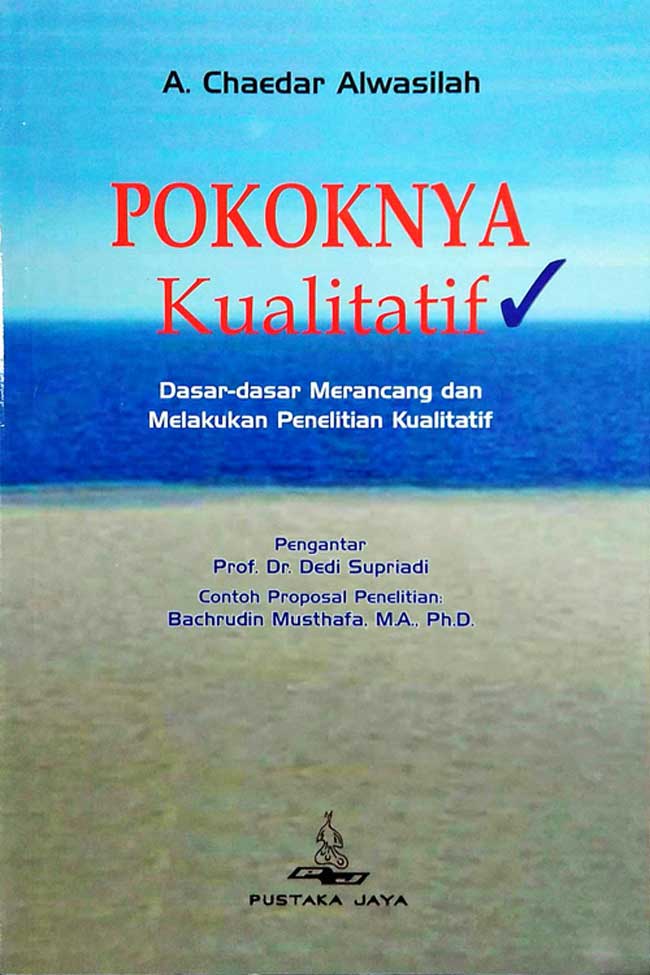 A. Chaedar Alwasilah
POKOKNYA
Kualitatif ✓
Dasar-dasar Merancang dan
Melakukan Penelitian Kualitatif
Pengantar
Prof. Dr. Dedi Supriadi
Contoh Proposal Penelitian:
Bachrudin Musthafa, M.A., Ph.D.
PJ
PUSTAKA JAYA